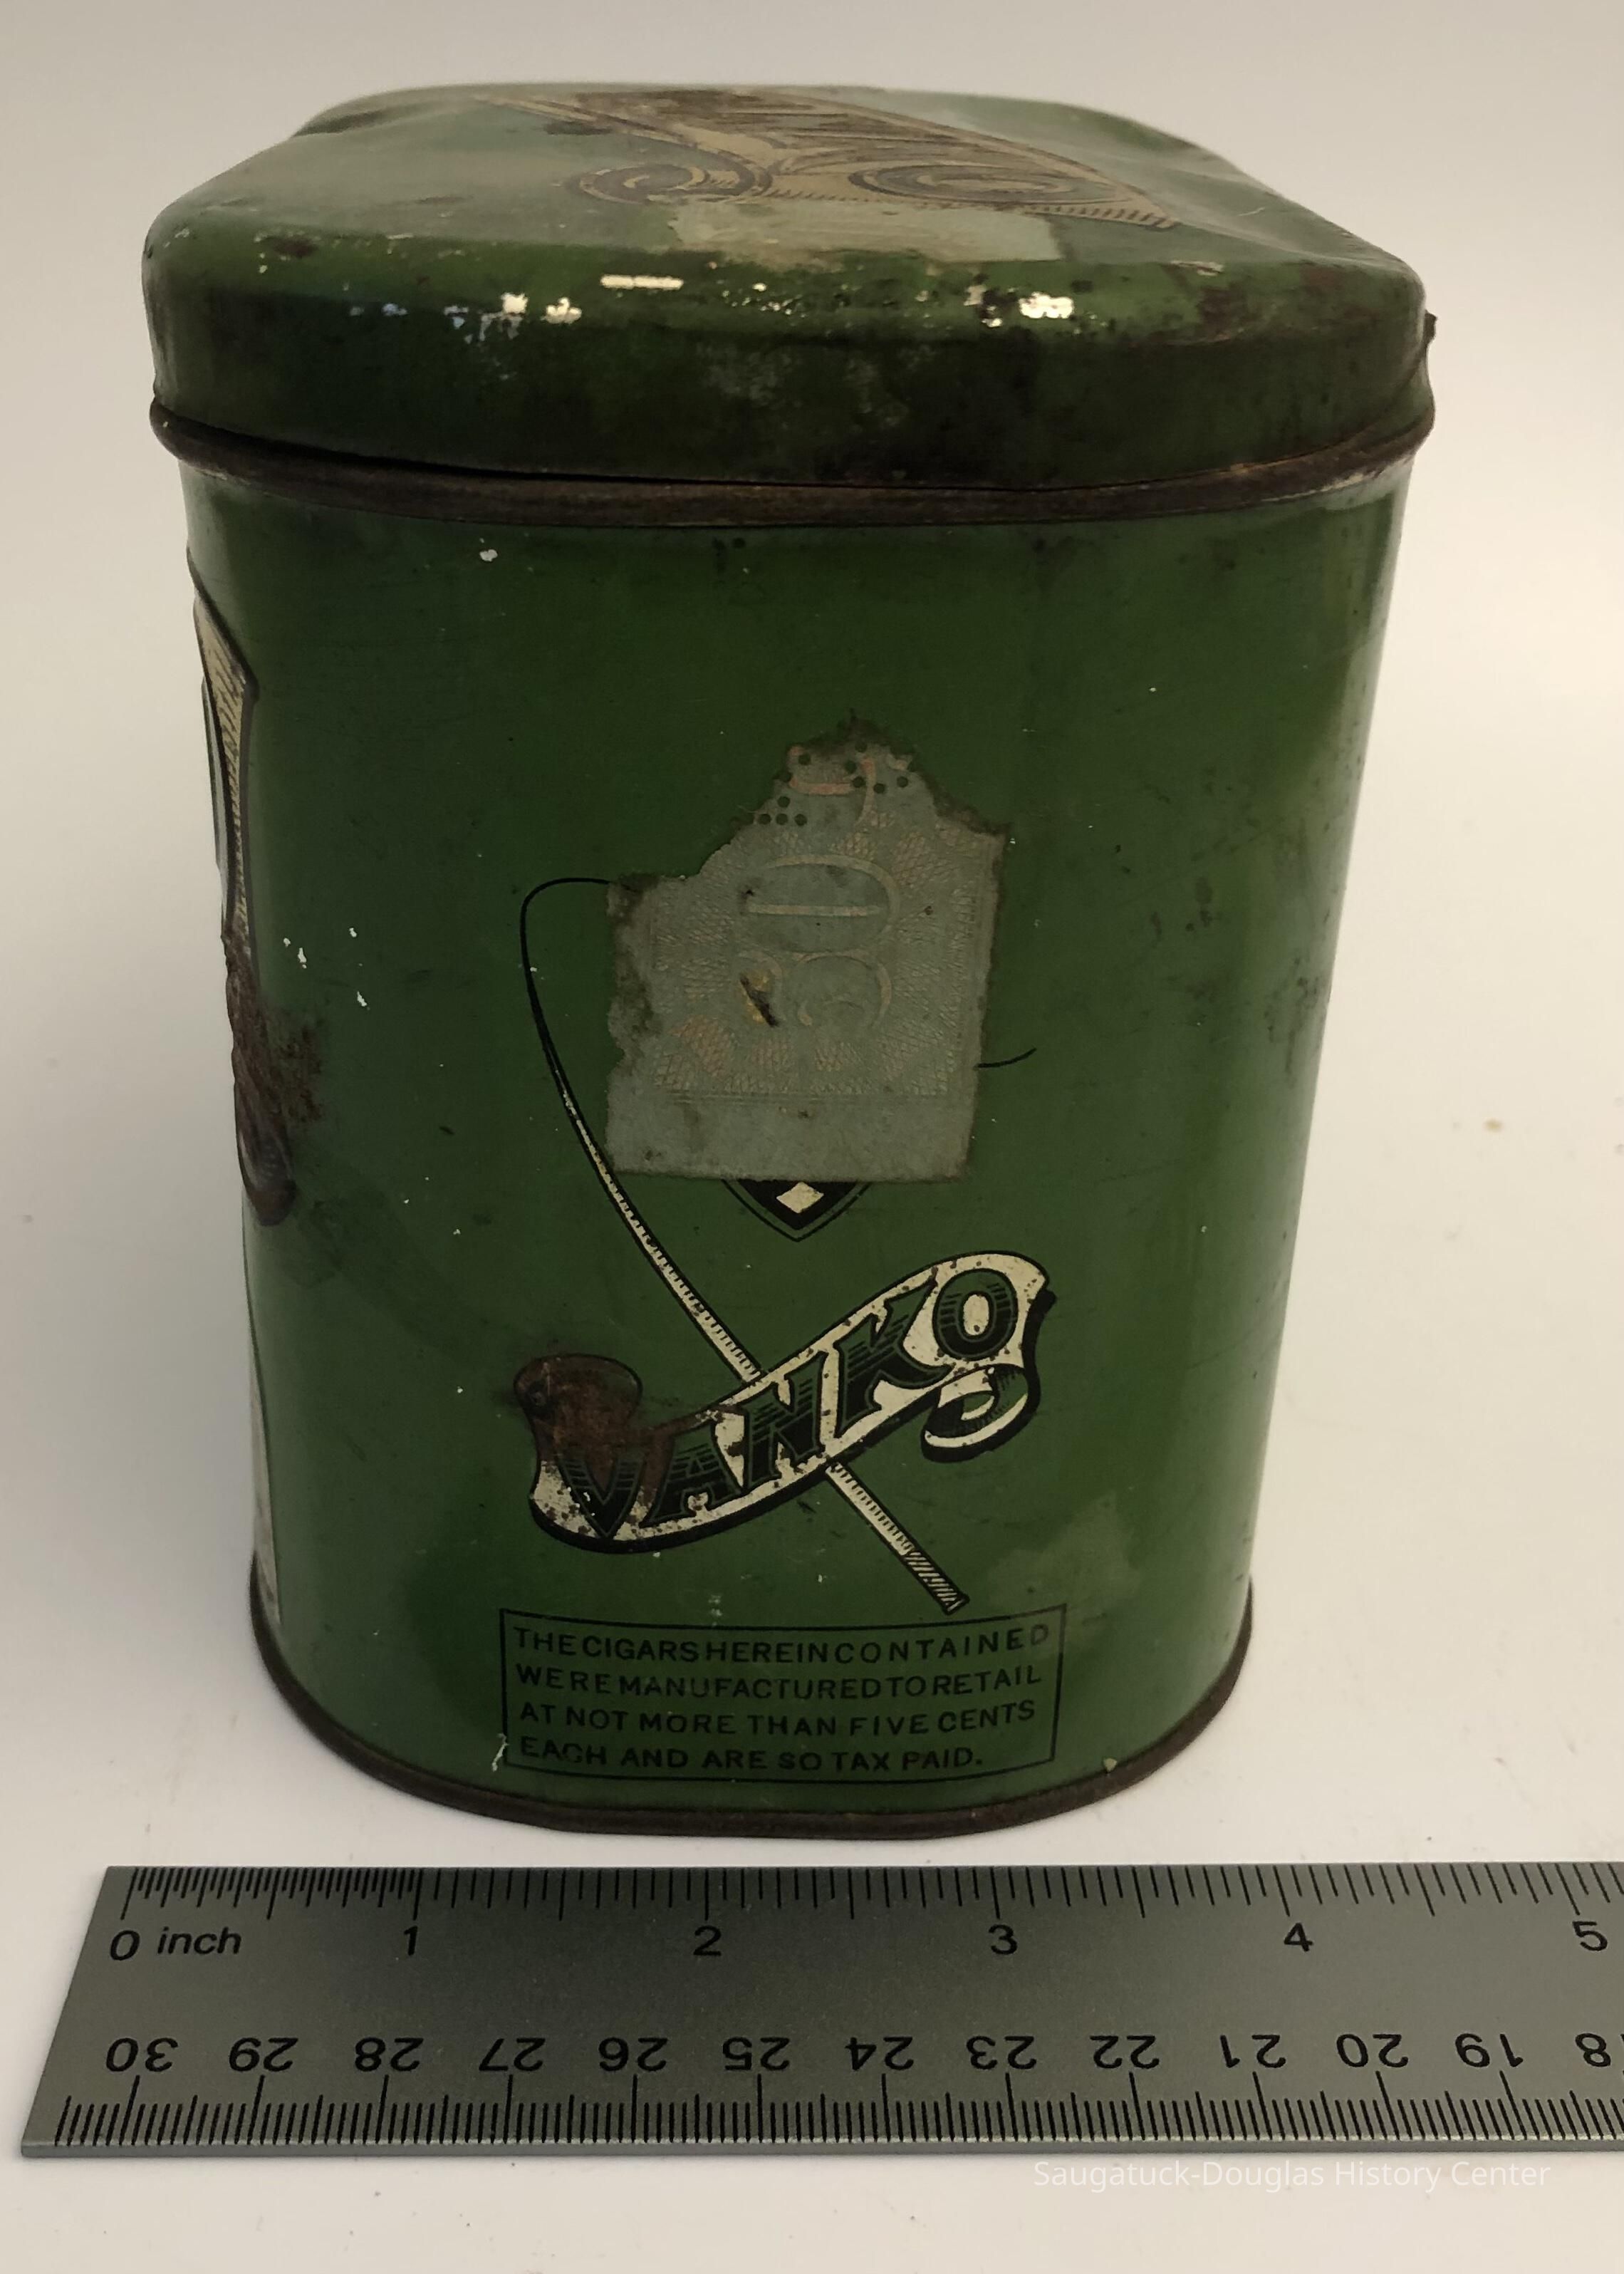 50
VANKO
THE CIGARS HEREIN CONTAINED
WERE MANUFACTURED TO RETAIL
AT NOT MORE THAN FIVE CENTS
EACH AND ARE SO TAX PAID.
0 inch 1 2 3 4 5
30 29 28 27 26 25 24 23 22 21 20 19 18
Saugatuck-Douglas History Center